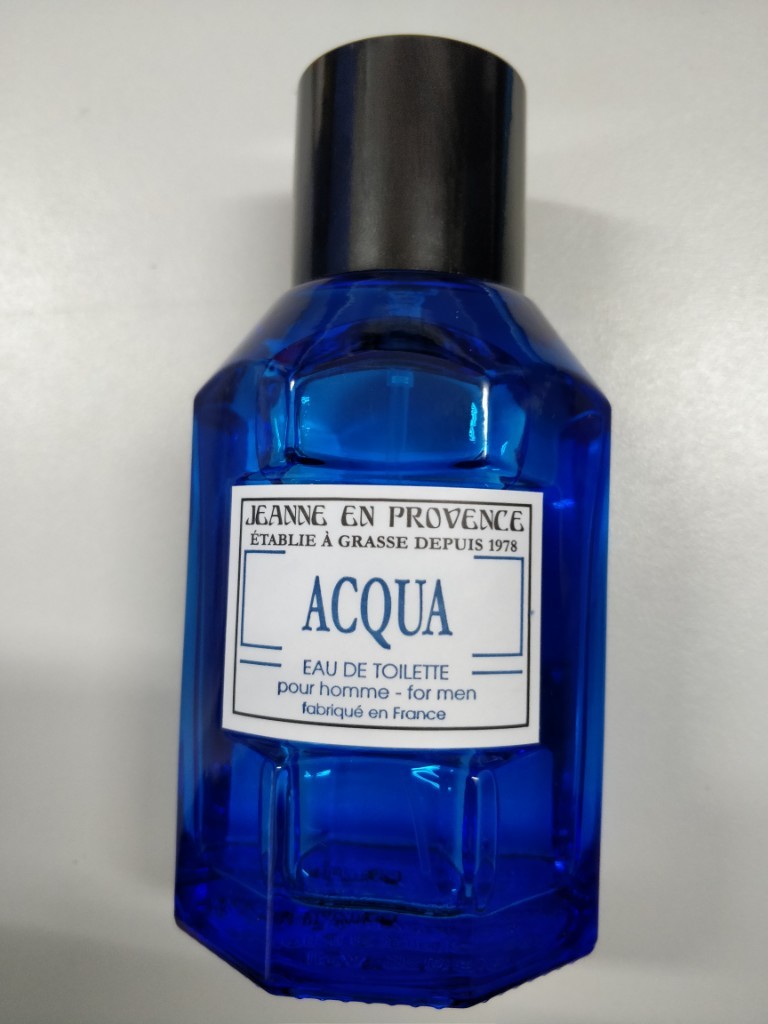 JEANNE EN PROVENCE
ÉTABLIE À GRASSE DEPUIS 1978
ACQUA
EAU DE TOILETTE
pour homme - for men
fabriqué en France